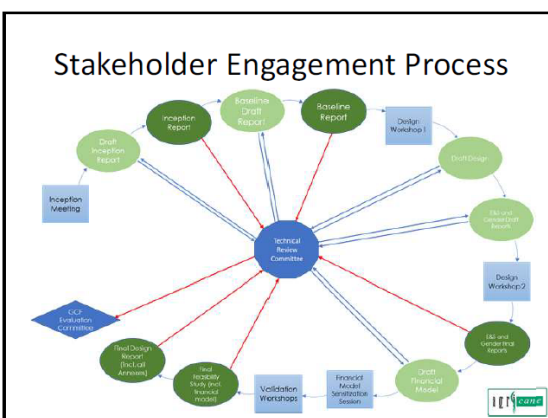 Stakeholder Engagement Process
Inception
Meeting
Draft
Inception
Report
Inception
Report
Baseline
Draft
Report
Baseline
Report
Design
Workshop 1
Draft Design
E&S and
Gender Draft
Reports
Design
Workshop 2
E&S and
Gender Final
Reports
Draft
Financial
Model
Financial
Model
Sensitization
Session
Validation
Workshops
Final
Feasibility
Study (incl.
financial
model)
Final Design
Report
(Incl. all
Annexes)
GCF
Evaluation
Committee
Technical
Review
Committee
agricane